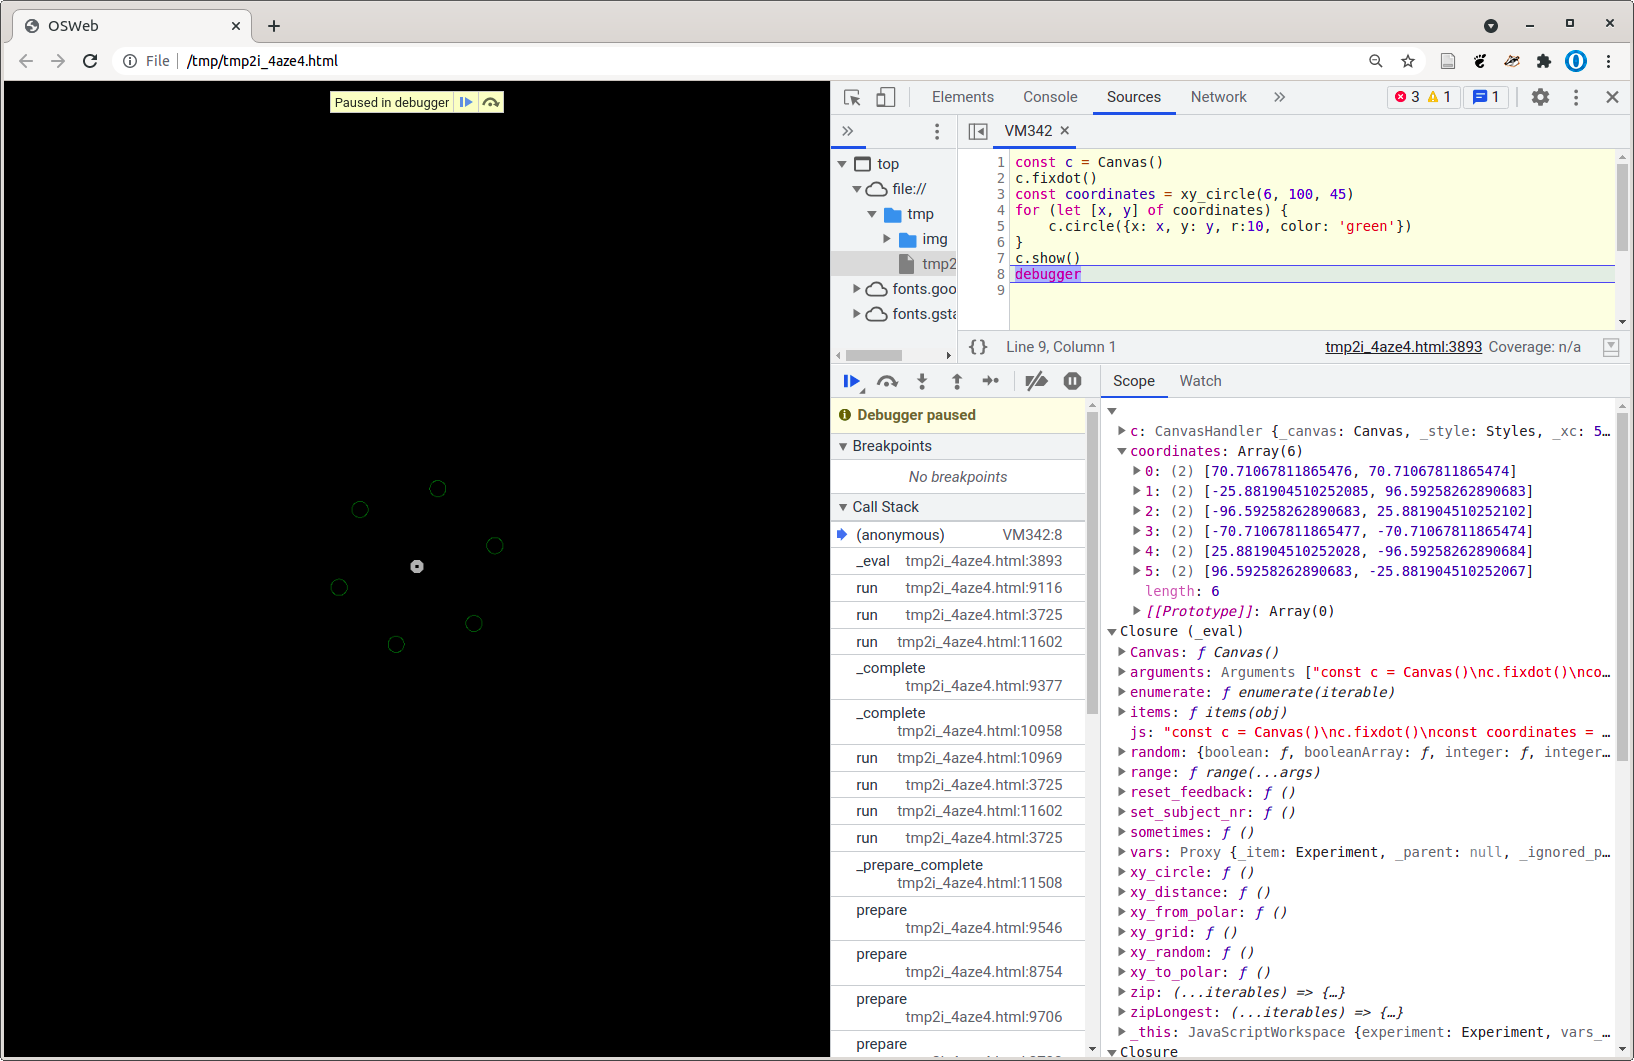 OSWeb
File
/tmp/tmp2i_4aze4.html
Paused in debugger
Elements
Console
Sources
Network
3
1
1
VM342
top
file://
tmp
img
tmp2
fonts.goo
fonts.gsta
1 const c = Canvas()
2 c.fixdot()
3 const coordinates = xy_circle(6, 100, 45)
4 for (let [x, y] of coordinates) {
5     c.circle({x: x, y: y, r:10, color: 'green'})
6 }
7 c.show()
8 debugger
9
{} Line 9, Column 1
tmp2i_4aze4.html:3893 Coverage: n/a
Debugger paused
Breakpoints
No breakpoints
Call Stack
(anonymous) VM342:8
_eval tmp2i_4aze4.html:3893
run tmp2i_4aze4.html:9116
run tmp2i_4aze4.html:3725
run tmp2i_4aze4.html:11602
_complete
tmp2i_4aze4.html:9377
_complete
tmp2i_4aze4.html:10958
run tmp2i_4aze4.html:10969
run tmp2i_4aze4.html:3725
run tmp2i_4aze4.html:11602
run tmp2i_4aze4.html:3725
_prepare_complete
tmp2i_4aze4.html:11508
prepare
tmp2i_4aze4.html:9546
prepare
tmp2i_4aze4.html:8754
prepare
tmp2i_4aze4.html:9706
prepare
Scope
Watch
c: CanvasHandler {_canvas: Canvas, _style: Styles, _xc: 5…
coordinates: Array(6)
0: (2) [70.71067811865476, 70.71067811865474]
1: (2) [-25.881904510252085, 96.59258262890683]
2: (2) [-96.59258262890683, 25.881904510252102]
3: (2) [-70.71067811865477, -70.71067811865474]
4: (2) [25.881904510252028, -96.59258262890684]
5: (2) [96.59258262890683, -25.881904510252067]
length: 6
[[Prototype]]: Array(0)
Closure (_eval)
Canvas: ƒ Canvas()
arguments: Arguments ["const c = Canvas()\nc.fixdot()\nco…
enumerate: ƒ enumerate(iterable)
items: ƒ items(obj)
js: "const c = Canvas()\nc.fixdot()\nconst coordinates = …
random: {boolean: ƒ, booleanArray: ƒ, integer: ƒ, integer…
range: ƒ range(...args)
reset_feedback: ƒ ()
set_subject_nr: ƒ ()
sometimes: ƒ ()
vars: Proxy {_item: Experiment, _parent: null, _ignored_p…
xy_circle: ƒ ()
xy_distance: ƒ ()
xy_from_polar: ƒ ()
xy_grid: ƒ ()
xy_random: ƒ ()
xy_to_polar: ƒ ()
zip: (...iterables) => {…}
zipLongest: (...iterables) => {…}
_this: JavaScriptWorkspace {experiment: Experiment, vars_…
Closure